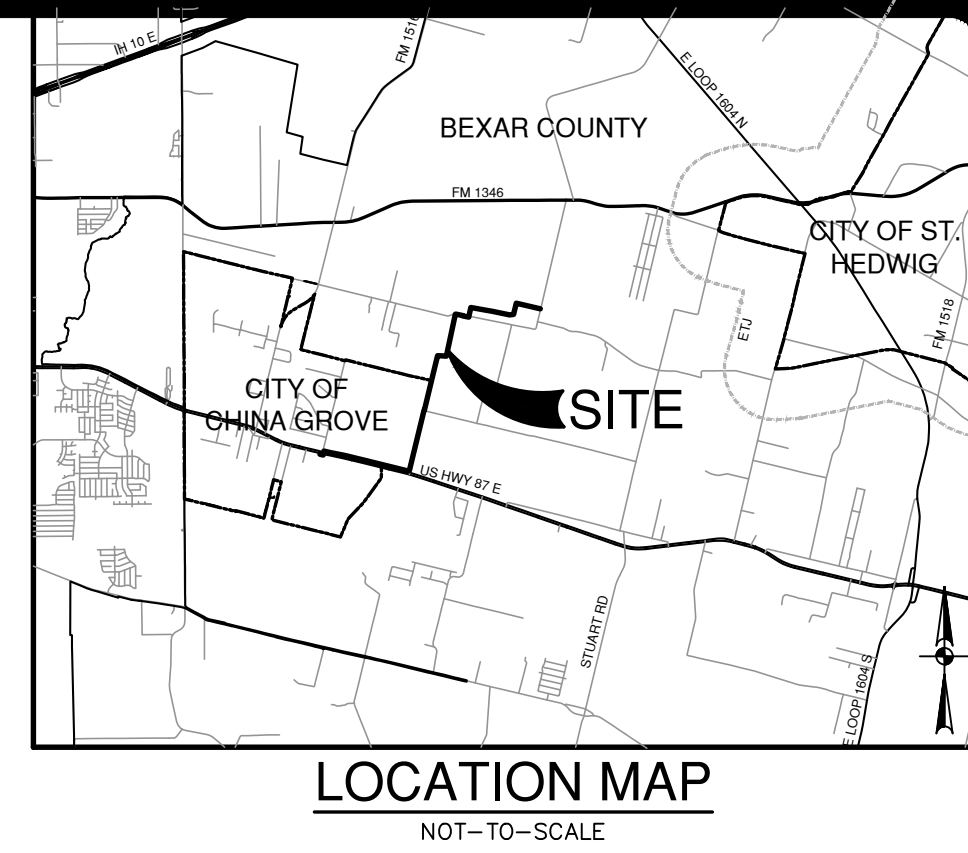 IH 10 E
FM 1516
E LOOP 1604 N
BEXAR COUNTY
FM 1346
CITY OF ST.
HEDWIG
FM 1518
ETJ
CITY OF
CHINA GROVE
SITE
US HWY 87 E
STUART RD
E LOOP 1604 S
LOCATION MAP
NOT-TO-SCALE